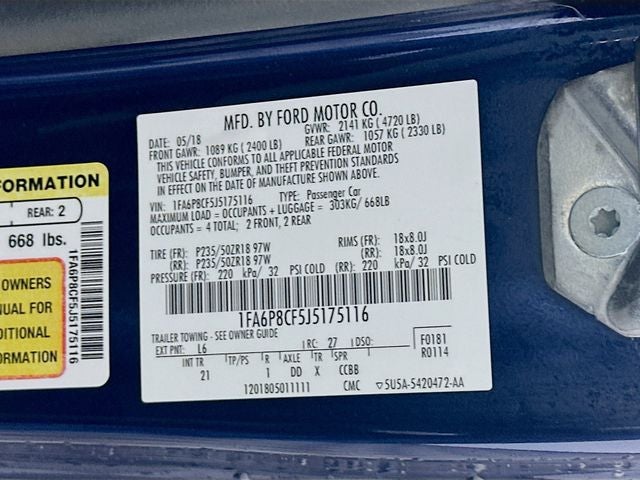 MFD. BY FORD MOTOR CO.
DATE: 05/18 GVWR: 2141 KG (4720 LB)
FRONT GAWR: 1089 KG (2400 LB) REAR GAWR: 1057 KG (2330 LB)
THIS VEHICLE CONFORMS TO ALL APPLICABLE FEDERAL MOTOR
VEHICLE SAFETY, BUMPER, AND THEFT PREVENTION STANDARDS
IN EFFECT ON THE DATE OF MANUFACTURE SHOWN ABOVE.
VIN: 1FA6P8CF5J5175116 TYPE: Passenger Car
MAXIMUM LOAD = OCCUPANTS + LUGGAGE = 303KG/ 668LB
OCCUPANTS = 4 TOTAL; 2 FRONT, 2 REAR
TIRE (FR): P235/50ZR18 97W RIMS (FR): 18x8.0J
(RR): P235/50ZR18 97W (RR): 18x8.0J
PRESSURE (FR): 220 kPa/ 32 PSI COLD (RR): 220 kPa/ 32 PSI COLD
1FA6P8CF5J5175116
TRAILER TOWING - SEE OWNER GUIDE
EXT PNT: L6 RC: 27 DSO: F0181
R0114
INT TR TP/PS R AXLE TR SPR
21 1 DD X CCBB
1201805011111 CMC 5U5A-5420472-AA
FORMATION
REAR: 2
668 lbs.
OWNERS
NUAL FOR
DITIONAL
ORMATION
1FA6P8CF5J5175116